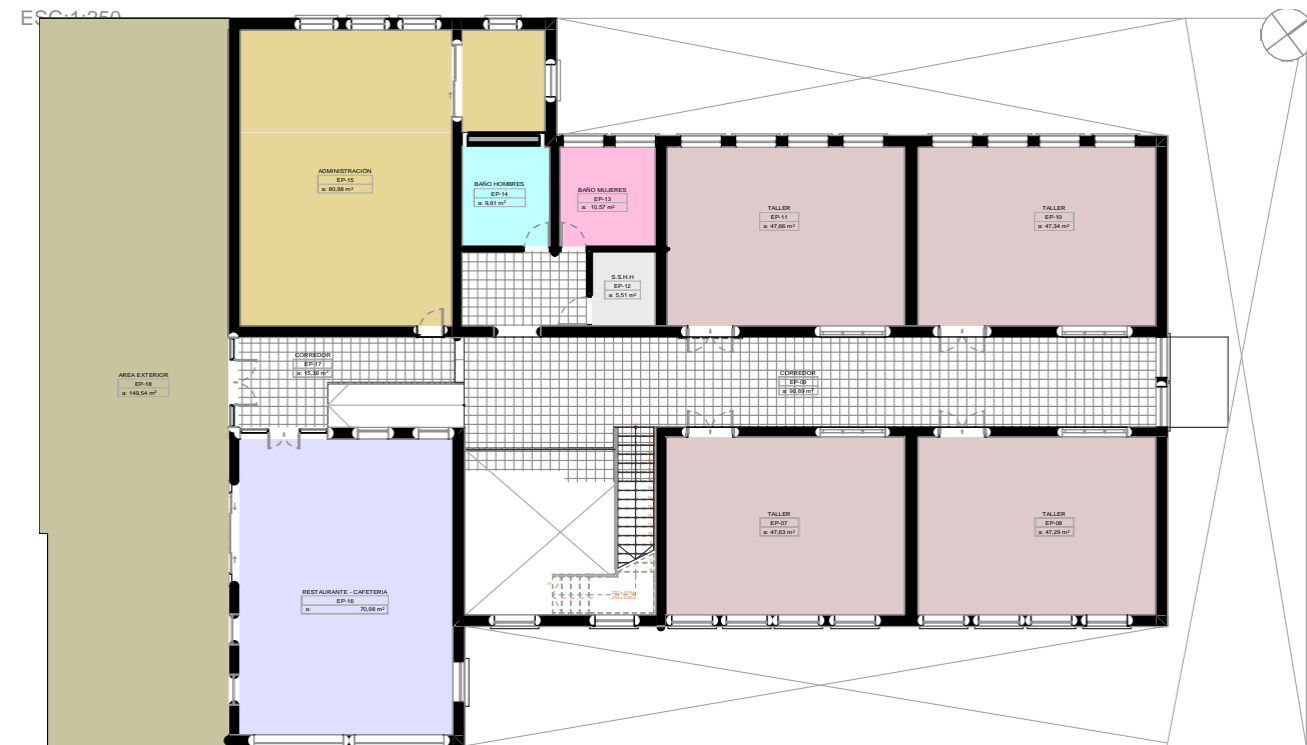 ESC:1:250
ADMINISTRACIÓN
EP-15
a: 80,98 m²
BAÑO HOMBRES
EP-14
a: 9,81 m²
BAÑO MUJERES
EP-13
a: 10,57 m²
TALLER
EP-11
a: 47,66 m²
TALLER
EP-10
a: 47,34 m²
S.S.H.H
EP-12
a: 5,51 m²
CORREDOR
EP-17
a: 15,38 m²
AREA EXTERIOR
EP-18
a: 149,54 m²
CORREDOR
EP-09
a: 90,89 m²
TALLER
EP-07
a: 47,63 m²
TALLER
EP-08
a: 47,29 m²
RESTAURANTE - CAFETERIA
EP-16
a: 70,98 m²